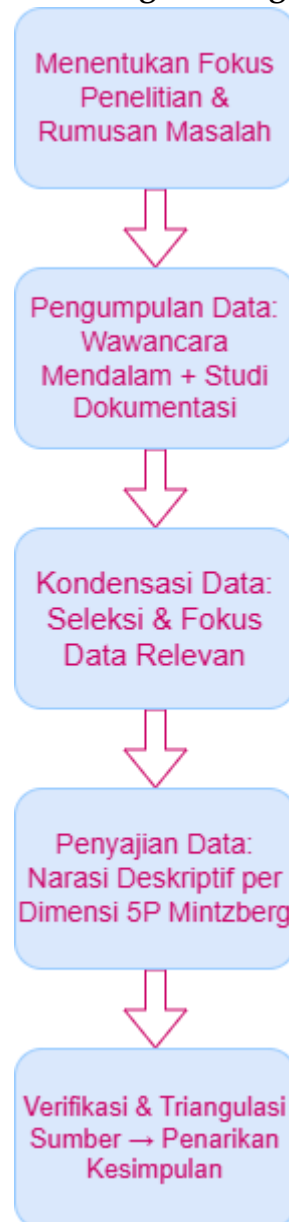 Menentukan Fokus
Penelitian &
Rumusan Masalah
Pengumpulan Data:
Wawancara
Mendalam + Studi
Dokumentasi
Kondensasi Data:
Seleksi & Fokus
Data Relevan
Penyajian Data:
Narasi Deskriptif per
Dimensi 5P Mintzberg
Verifikasi & Triangulasi
Sumber → Penarikan
Kesimpulan